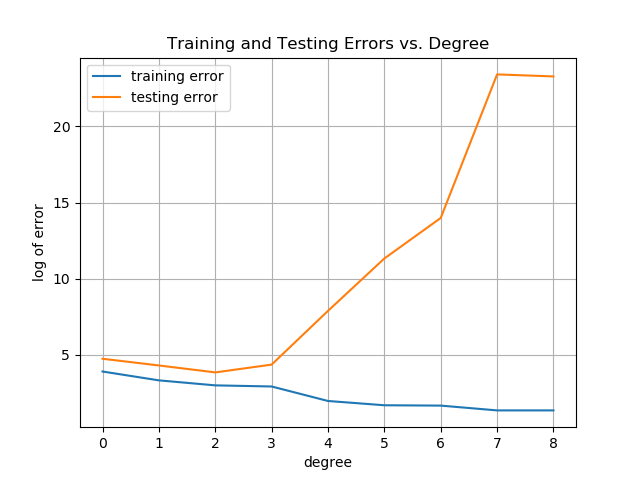 Training and Testing Errors vs. Degree
training error
testing error
20
15
10
5
log of error
0 1 2 3 4 5 6 7 8
degree